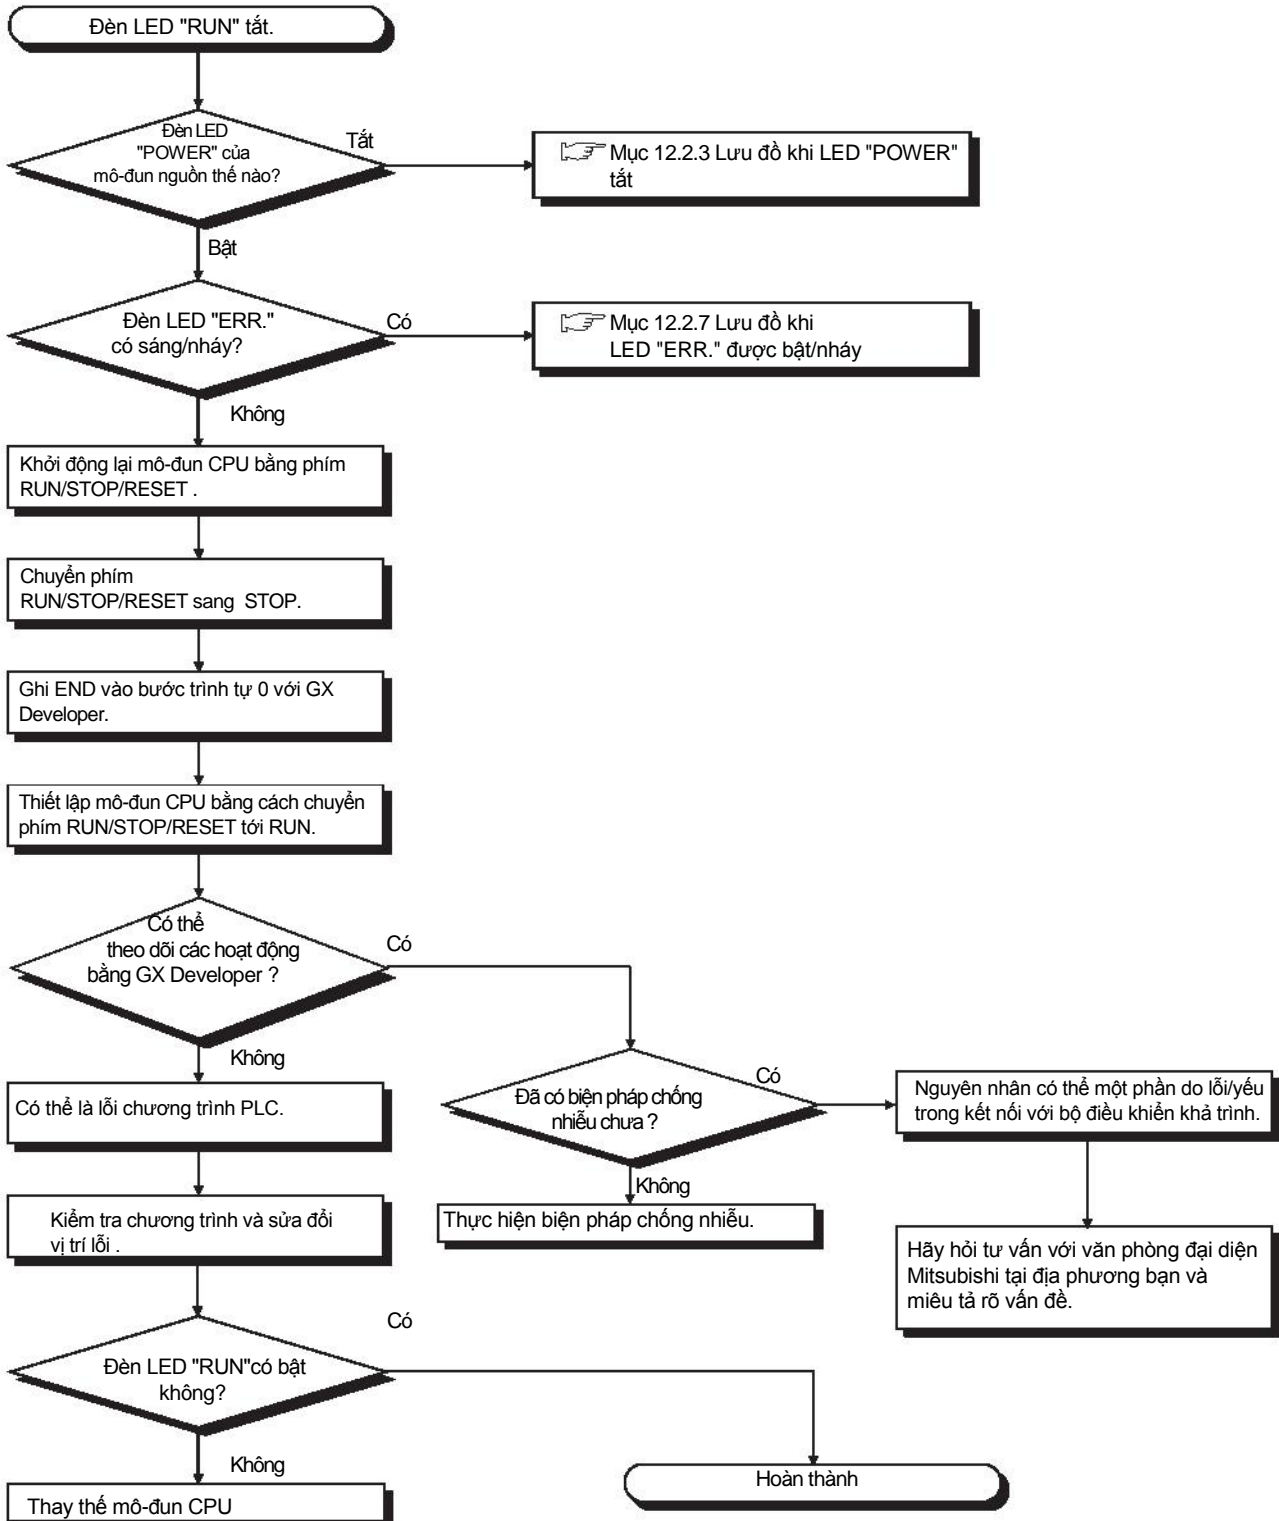 Đèn LED "RUN" tắt.
Đèn LED
"POWER" của
mô-đun nguồn thế nào?
Tắt
Mục 12.2.3 Lưu đồ khi LED "POWER"
tắt
Bật
Đèn LED "ERR."
có sáng/nháy?
Có
Mục 12.2.7 Lưu đồ khi
LED "ERR." được bật/nháy
Không
Khởi động lại mô-đun CPU bằng phím
RUN/STOP/RESET .
Chuyển phím
RUN/STOP/RESET sang STOP.
Ghi END vào bước trình tự 0 với GX
Developer.
Thiết lập mô-đun CPU bằng cách chuyển
phím RUN/STOP/RESET tới RUN.
Có thể
theo dõi các hoạt động
bằng GX Developer ?
Có
Không
Có thể là lỗi chương trình PLC.
Đã có biện pháp chống
nhiễu chưa ?
Có
Nguyên nhân có thể một phần do lỗi/yếu
trong kết nối với bộ điều khiển khả trình.
Không
Thực hiện biện pháp chống nhiễu.
Kiểm tra chương trình và sửa đổi
vị trí lỗi .
Hãy hỏi tư vấn với văn phòng đại diện
Mitsubishi tại địa phương bạn và
miêu tả rõ vấn đề.
Đèn LED "RUN"có bật
không?
Có
Không
Hoàn thành
Thay thế mô-đun CPU